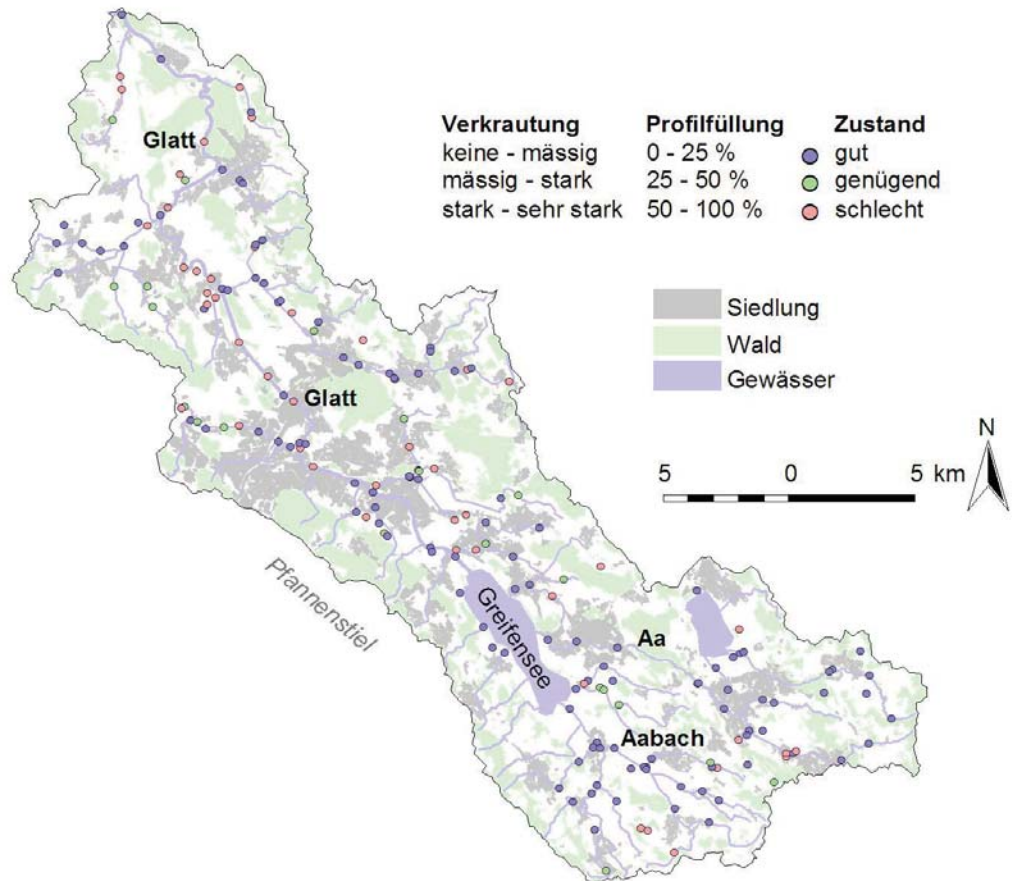 Glatt
Verkrautung Profilfüllung Zustand
keine - mässig 0 - 25 % gut
mässig - stark 25 - 50 % genügend
stark - sehr stark 50 - 100 % schlecht
Siedlung
Wald
Gewässer
Glatt
N
5 0 5 km
Pfannenstiel
Greifensee
Aa
Aabach